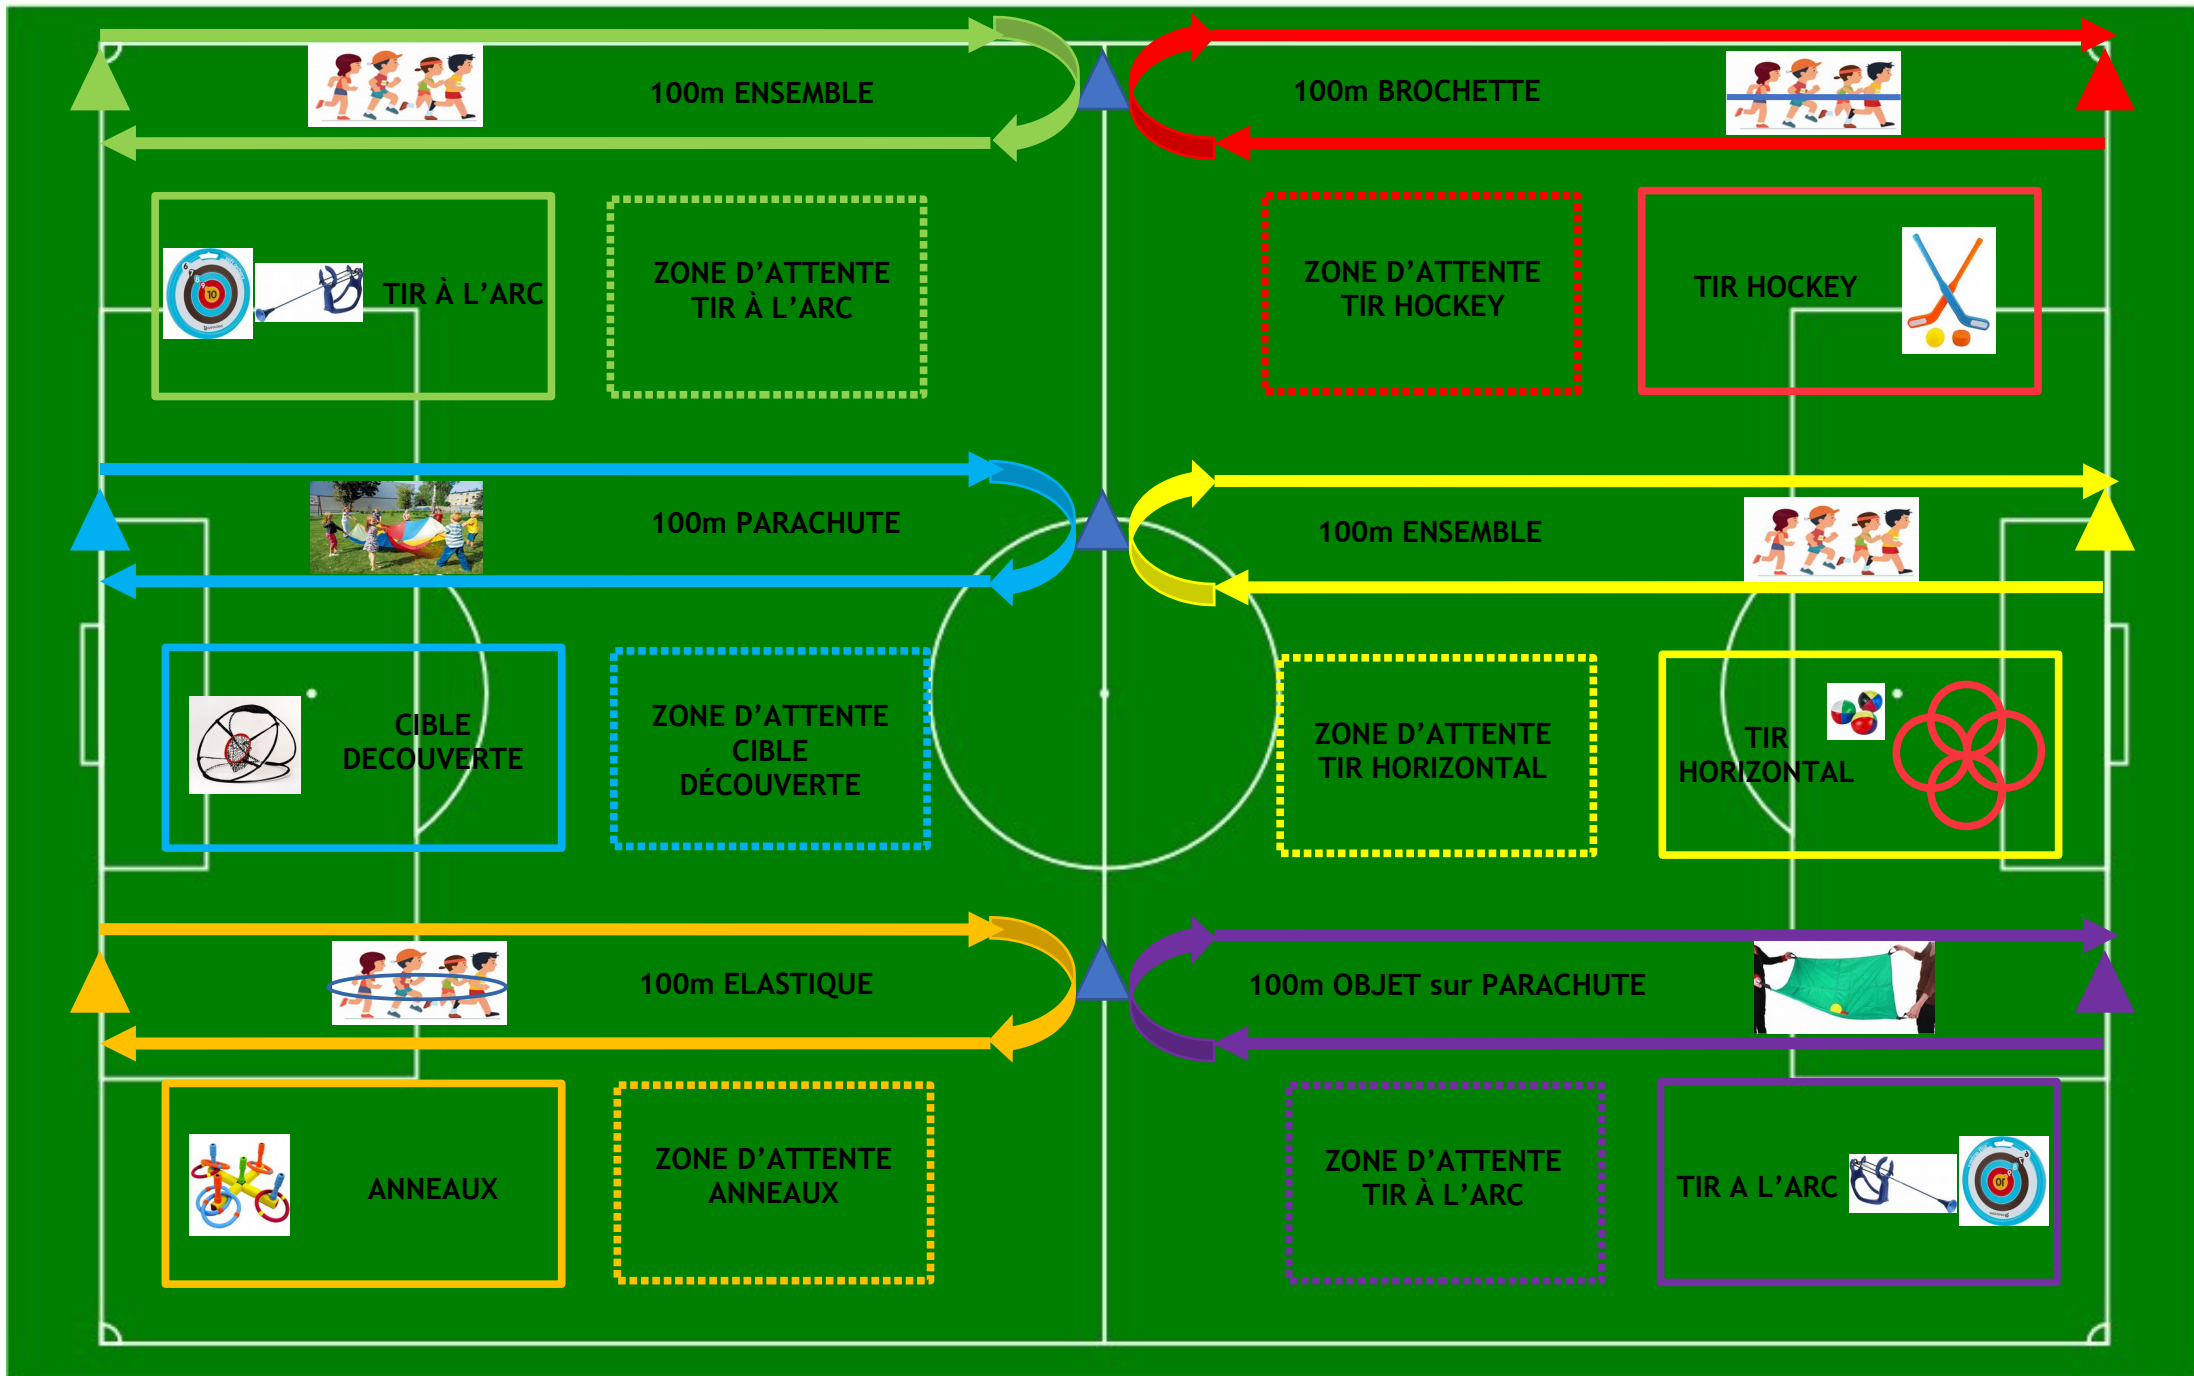 100m ENSEMBLE
100m BROCHETTE
TIR À L’ARC
ZONE D’ATTENTE
TIR À L’ARC
ZONE D’ATTENTE
TIR HOCKEY
TIR HOCKEY
100m PARACHUTE
100m ENSEMBLE
CIBLE
DECOUVERTE
ZONE D’ATTENTE
CIBLE
DÉCOUVERTE
ZONE D’ATTENTE
TIR HORIZONTAL
TIR
HORIZONTAL
100m ELASTIQUE
100m OBJET sur PARACHUTE
ANNEAUX
ZONE D’ATTENTE
ANNEAUX
ZONE D’ATTENTE
TIR À L’ARC
TIR A L’ARC